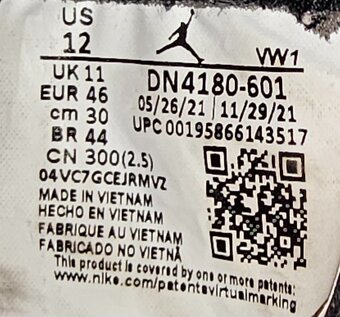 US
12
VW1
UK 11
EUR 46
cm 30
BR 44
CN 300(2.5)
DN4180-601
05/26/21 | 11/29/21
UPC 00195866143517
04VC7GCEJRMVZ
MADE IN VIETNAM
HECHO EN VIETNAM
FABRIQUE AU VIETNAM
FABRICADO NO VIETNÃ
This product is covered by one or more patents:
www.nike.com/patentsvirtualmarking